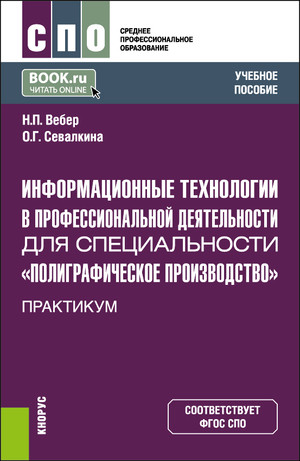 СПО
СРЕДНЕЕ
ПРОФЕССИОНАЛЬНОЕ
ОБРАЗОВАНИЕ
BOOK.ru
ЧИТАТЬ ONLINE
УЧЕБНОЕ
ПОСОБИЕ
Н.П. Вебер
О.Г. Севалкина
ИНФОРМАЦИОННЫЕ ТЕХНОЛОГИИ
В ПРОФЕССИОНАЛЬНОЙ ДЕЯТЕЛЬНОСТИ
ДЛЯ СПЕЦИАЛЬНОСТИ
«ПОЛИГРАФИЧЕСКОЕ ПРОИЗВОДСТВО»
ПРАКТИКУМ
КНОРУС
СООТВЕТСТВУЕТ
ФГОС СПО